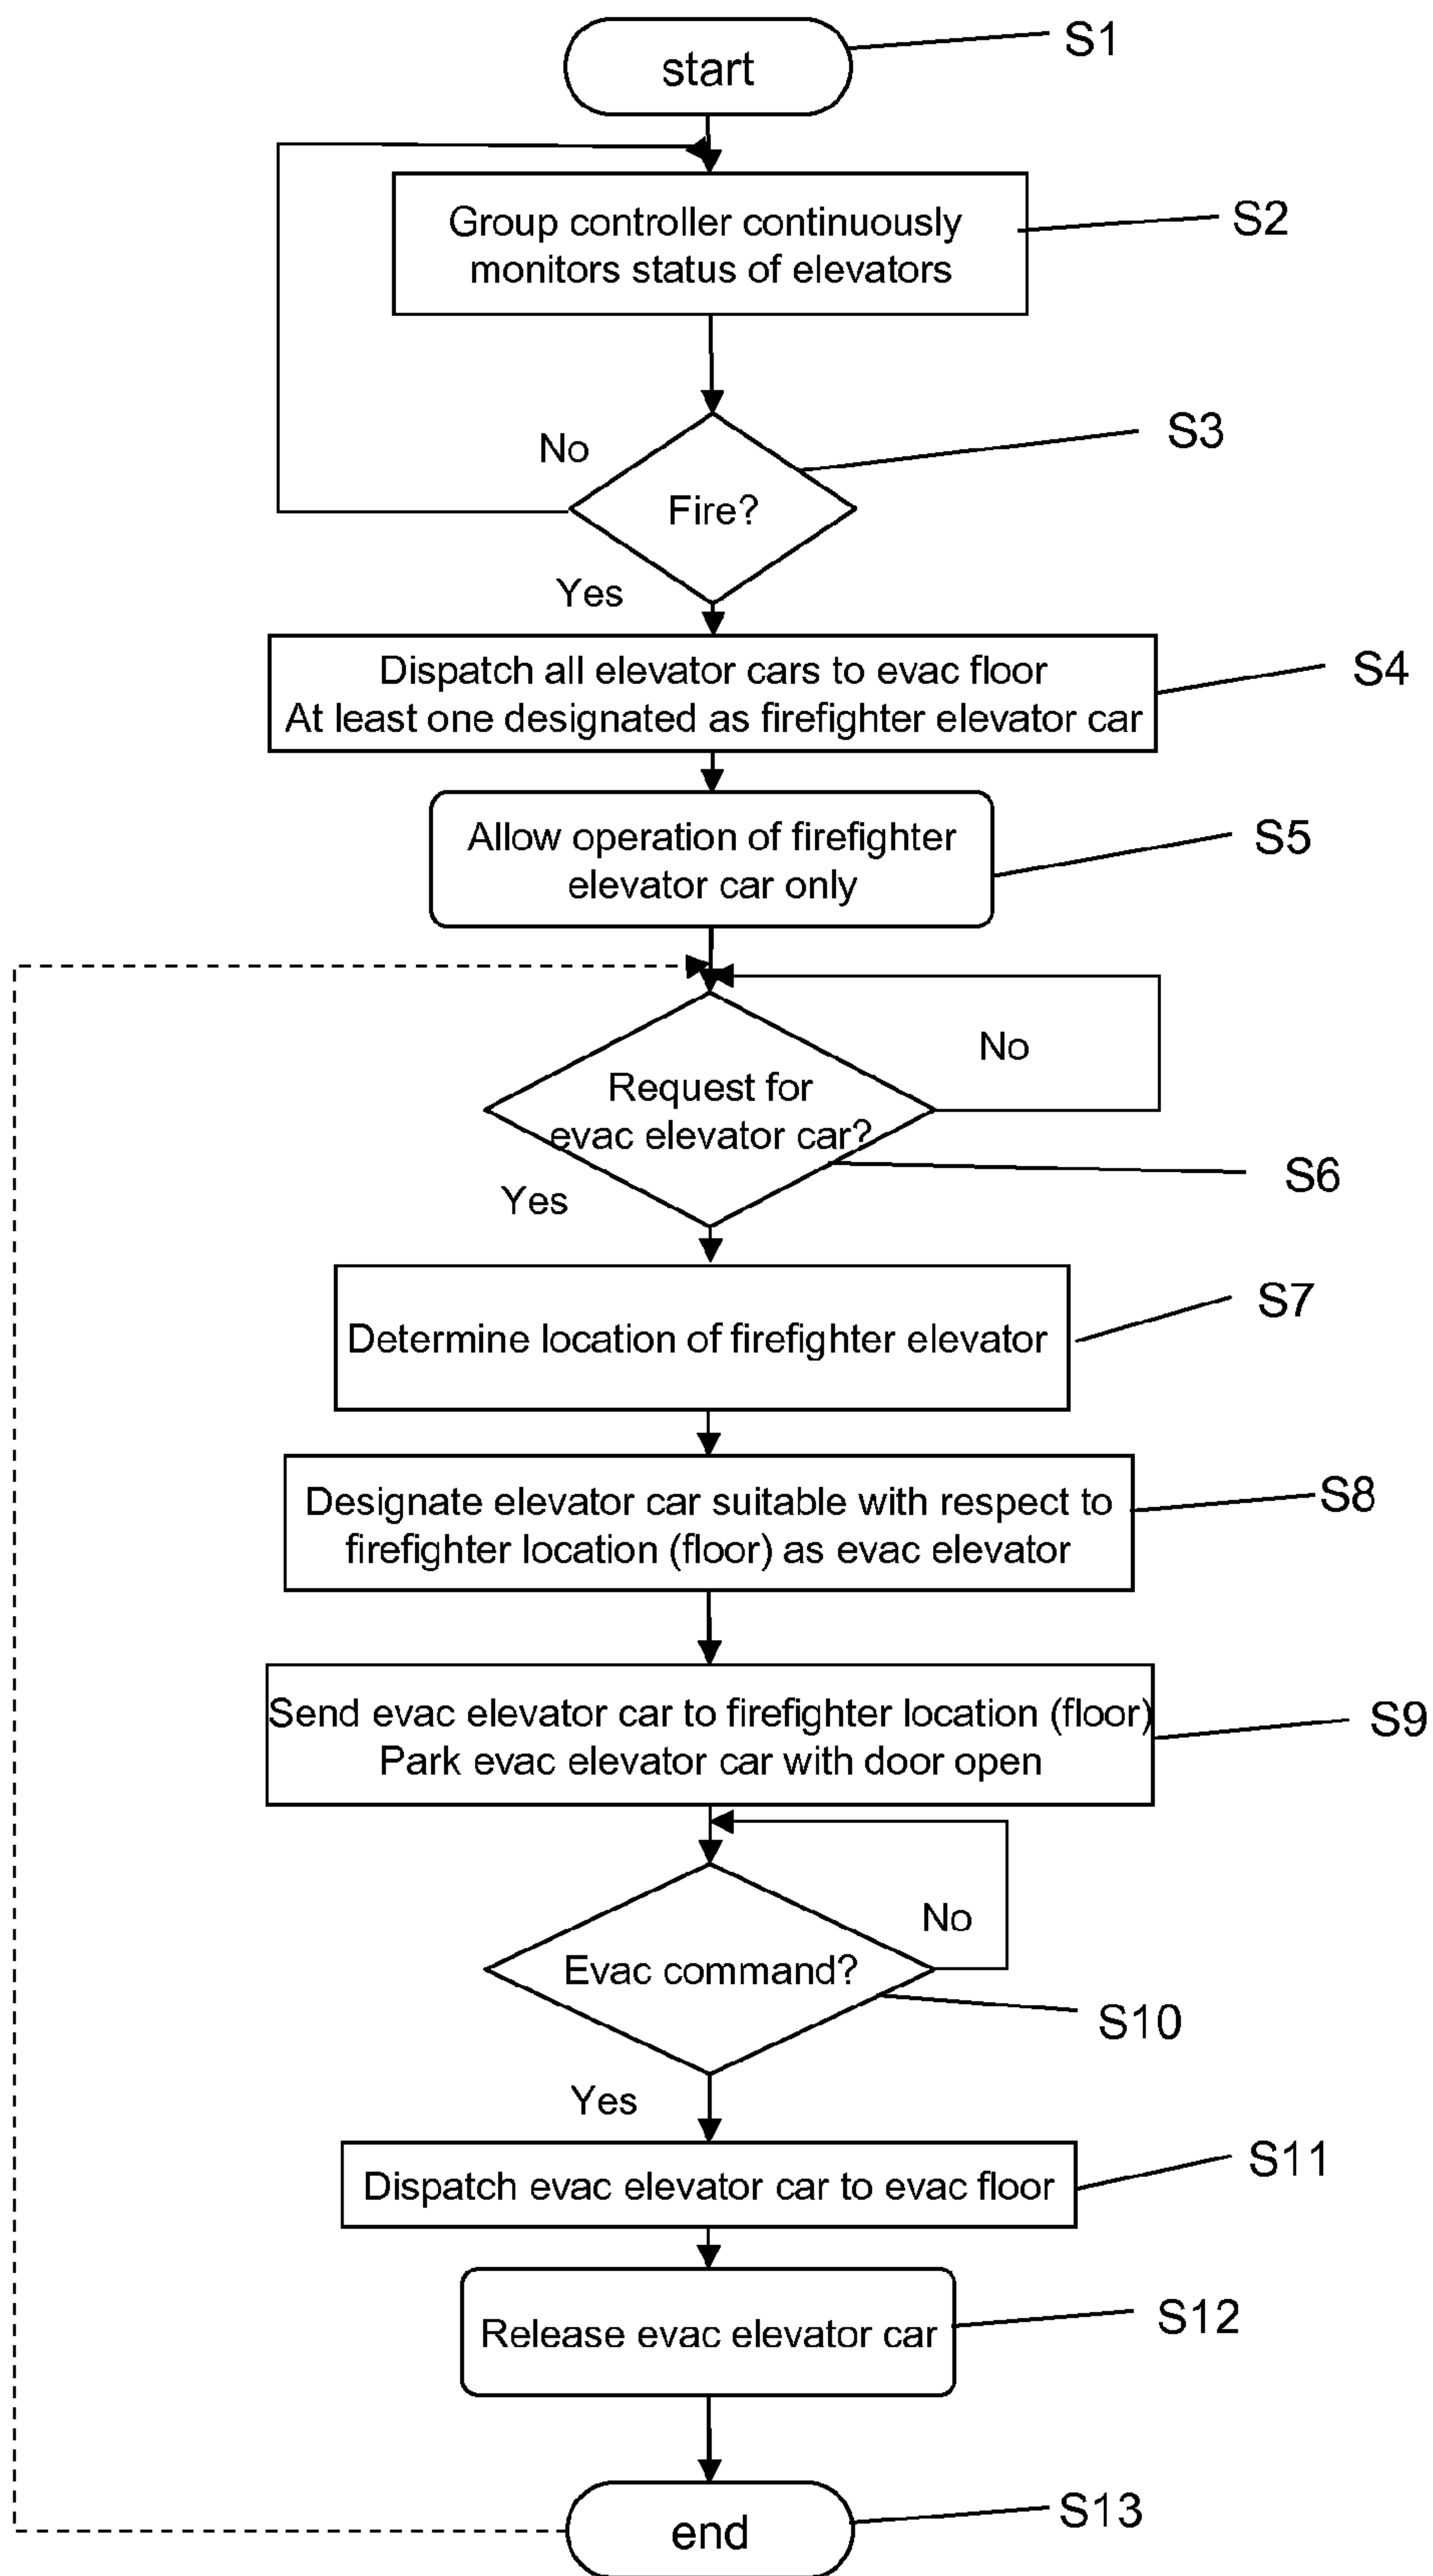 start
S1
Group controller continuously
monitors status of elevators
S2
No
Fire?
S3
Yes
Dispatch all elevator cars to evac floor
At least one designated as firefighter elevator car
S4
Allow operation of firefighter
elevator car only
S5
No
Request for
evac elevator car?
S6
Yes
Determine location of firefighter elevator
S7
Designate elevator car suitable with respect to
firefighter location (floor) as evac elevator
S8
Send evac elevator car to firefighter location (floor)
Park evac elevator car with door open
S9
No
Evac command?
S10
Yes
Dispatch evac elevator car to evac floor
S11
Release evac elevator car
S12
end
S13